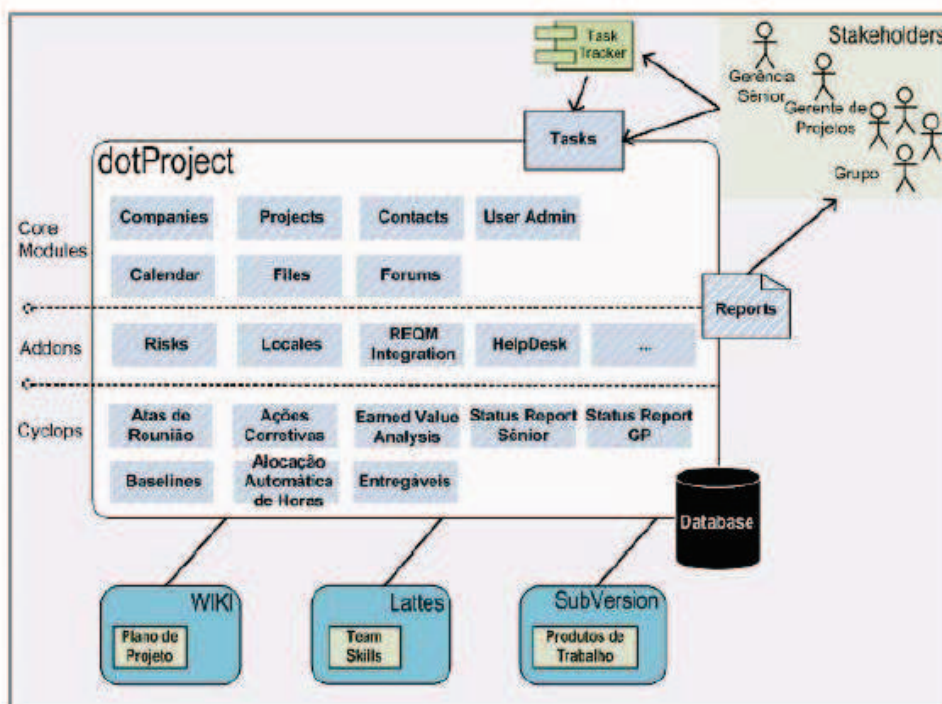 Task
Tracker
Stakeholders
Gerência
Sênior
Gerente de
Projetos
Grupo
Tasks
dotProject
Core
Modules
Companies
Projects
Contacts
User Admin
Calendar
Files
Forums
Reports
Addons
Risks
Locales
REQM
Integration
HelpDesk
...
Cyclops
Atas de
Reunião
Ações
Corretivas
Earned Value
Analysis
Status Report
Sênior
Status Report
GP
Baselines
Alocação
Automática
de Horas
Entregáveis
Database
WIKI
Plano de
Projeto
Lattes
Team
Skills
SubVersion
Produtos de
Trabalho